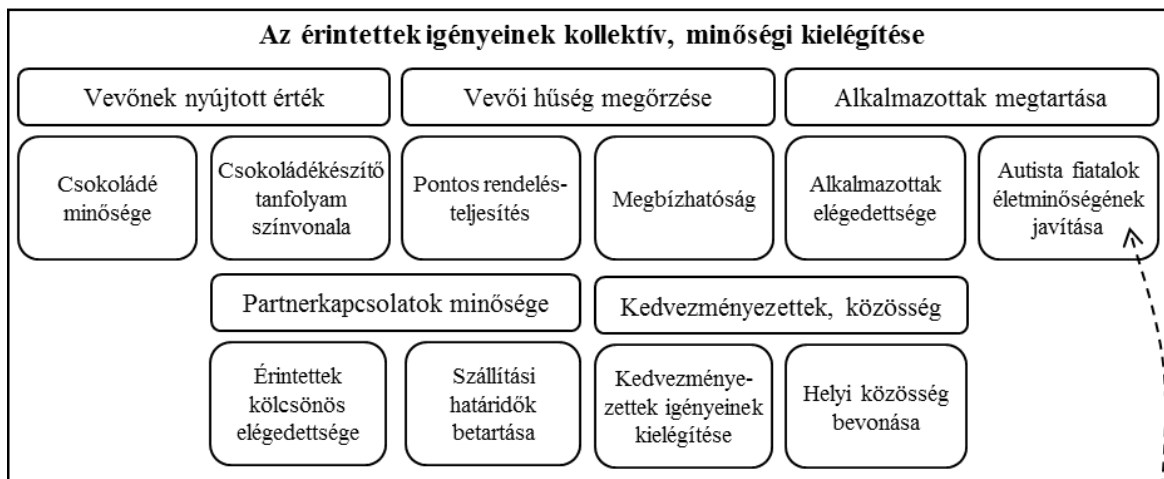 Az érintettek igényeinek kollektív, minőségi kielégítése
Vevőnek nyújtott érték
Vevői hűség megőrzése
Alkalmazottak megtartása
Csokoládé
minősége
Csokoládékészítő
tanfolyam
színvonala
Pontos rendelés-
teljesítés
Megbízhatóság
Alkalmazottak
elégedettsége
Autista fiatalok
életminőségének
javítása
Partnerkapcsolatok minősége
Kedvezményezettek, közösség
Érintettek
kölcsönös
elégedettsége
Szállítási
határidők
betartása
Kedvezménye-
zettek igényeinek
kielégítése
Helyi közösség
bevonása